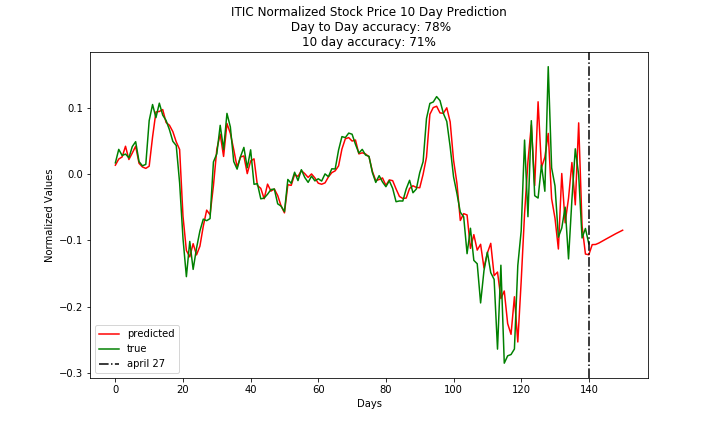 ITIC Normalized Stock Price 10 Day Prediction
Day to Day accuracy: 78%
10 day accuracy: 71%
Normalized Values
0.1
0.0
−0.1
−0.2
−0.3
predicted
true
april 27
0
20
40
60
80
100
120
140
Days